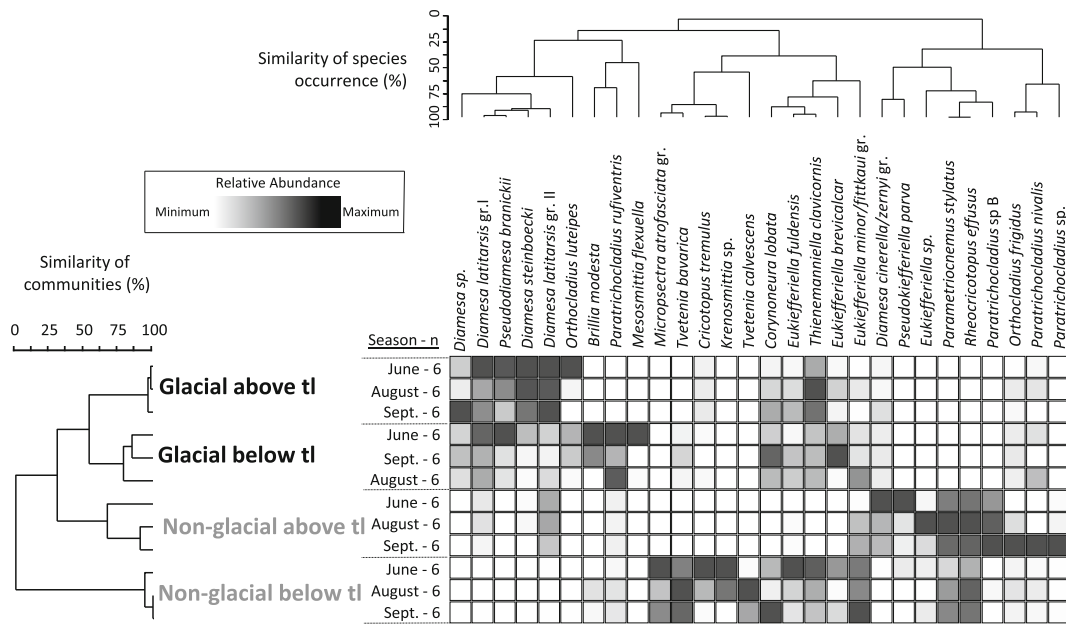 0
25
50
75
100
Similarity of species
occurrence (%)
Relative Abundance
Minimum
Maximum
Similarity of
communities (%)
0 25 50 75 100
Diamesa sp.
Diamesa latitarsis gr.I
Pseudodiamesa branickii
Diamesa steinboecki
Diamesa latitarsis gr. II
Orthocladius luteipes
Brillia modesta
Paratrichocladius rufiventris
Mesosmittia flexuella
Micropsectra atrofasciata gr.
Tvetenia bavarica
Cricotopus tremulus
Krenosmittia sp.
Tvetenia calvescens
Corynoneura lobata
Eukiefferiella fuldensis
Thienemanniella clavicornis
Eukiefferiella brevicalcar
Eukiefferiella minor/fittkaui gr.
Diamesa cinerella/zernyi gr.
Pseudokiefferiella parva
Eukiefferiella sp.
Parametriocnemus stylatus
Rheocricotopus effusus
Paratrichocladius sp B
Orthocladius frigidus
Paratrichocladius nivalis
Paratrichocladius sp.
Season - n
Glacial above tl
June - 6
August - 6
Sept. - 6
Glacial below tl
June - 6
Sept. - 6
August - 6
Non-glacial above tl
June - 6
August - 6
Sept. - 6
Non-glacial below tl
June - 6
August - 6
Sept. - 6